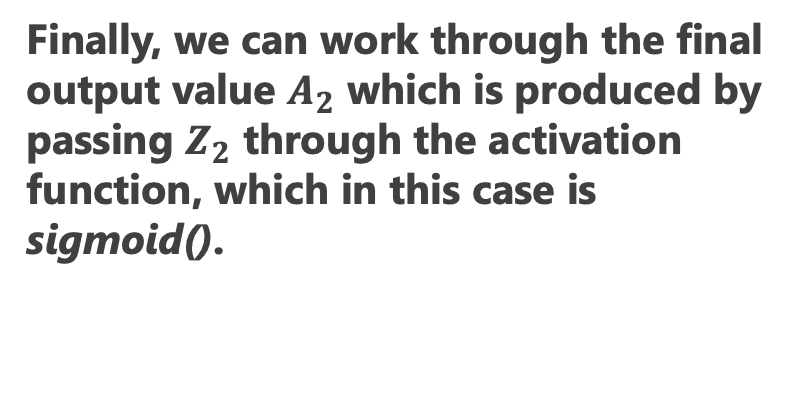 Finally, we can work through the final
output value A₂ which is produced by
passing Z₂ through the activation
function, which in this case is
sigmoid().